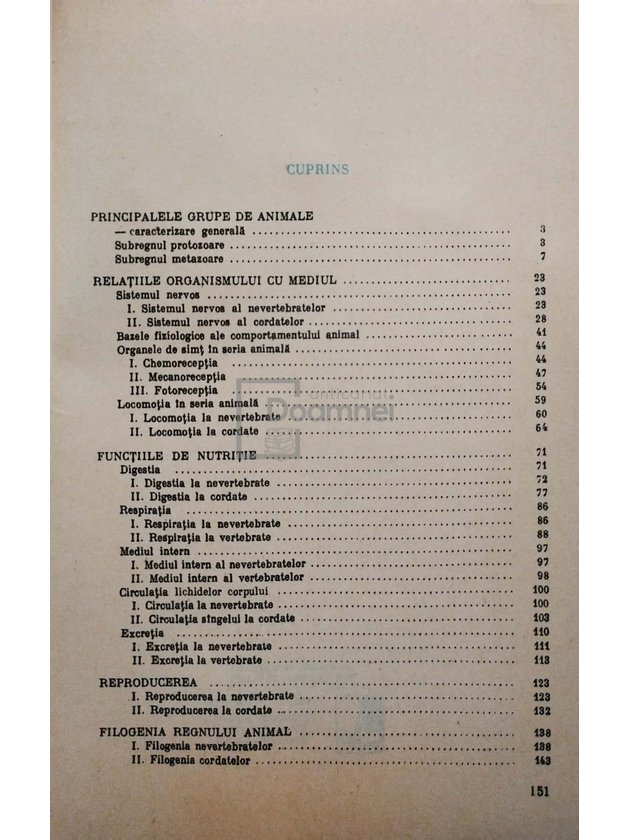 CUPRINS
PRINCIPALELE GRUPE DE ANIMALE
— caracterizare generală . . . 3
Subregnul protozoare . . . 3
Subregnul metazoare . . . 7
RELAȚIILE ORGANISMULUI CU MEDIUL . . . 23
Sistemul nervos . . . 23
I. Sistemul nervos al nevertebratelor . . . 23
II. Sistemul nervos al cordatelor . . . 28
Bazele fiziologice ale comportamentului animal . . . 41
Organele de simț în seria animală . . . 44
I. Chemorecepția . . . 44
II. Mecanorecepția . . . 47
III. Fotorecepția . . . 54
Locomoția în seria animală . . . 59
I. Locomoția la nevertebrate . . . 60
II. Locomoția la cordate . . . 64
anticariat
Doamnei
FUNCȚIILE DE NUTRIȚIE . . . 71
Digestia . . . 71
I. Digestia la nevertebrate . . . 72
II. Digestia la cordate . . . 77
Respirația . . . 86
I. Respirația la nevertebrate . . . 86
II. Respirația la vertebrate . . . 88
Mediul intern . . . 97
I. Mediul intern al nevertebratelor . . . 97
II. Mediul intern al vertebratelor . . . 98
Circulația lichidelor corpului . . . 100
I. Circulația la nevertebrate . . . 100
II. Circulația sîngelui la cordate . . . 103
Excreția . . . 110
I. Excreția la nevertebrate . . . 111
II. Excreția la vertebrate . . . 113
REPRODUCEREA . . . 123
I. Reproducerea la nevertebrate . . . 123
II. Reproducerea la cordate . . . 132
FILOGENIA REGNULUI ANIMAL . . . 138
I. Filogenia nevertebratelor . . . 138
II. Filogenia cordatelor . . . 143
151